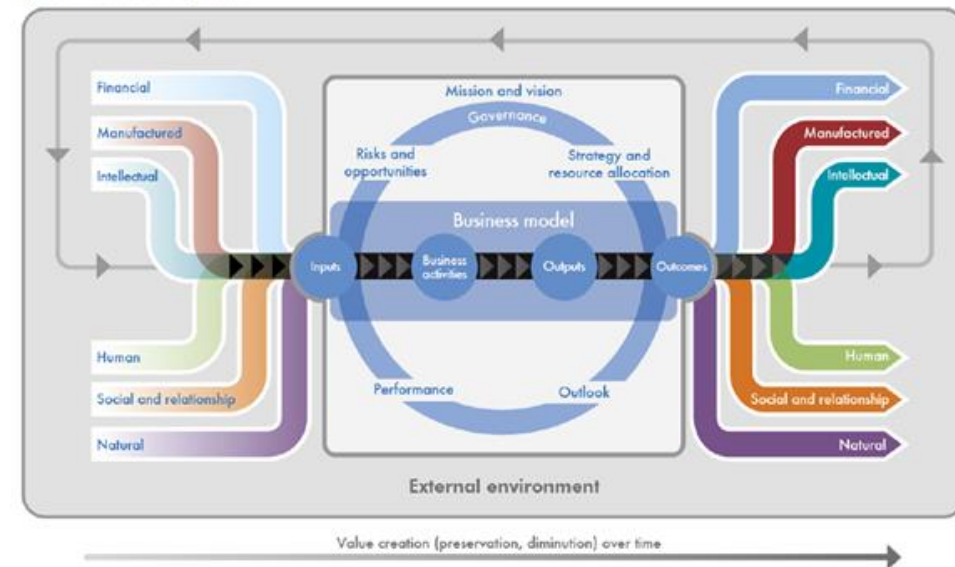 Financial
Manufactured
Intellectual
Human
Social and relationship
Natural
Mission and vision
Governance
Risks and
opportunities
Strategy and
resource allocation
Business model
Inputs
Business
activities
Outputs
Outcomes
Performance
Outlook
Financial
Manufactured
Intellectual
Human
Social and relationship
Natural
External environment
Value creation (preservation, diminution) over time